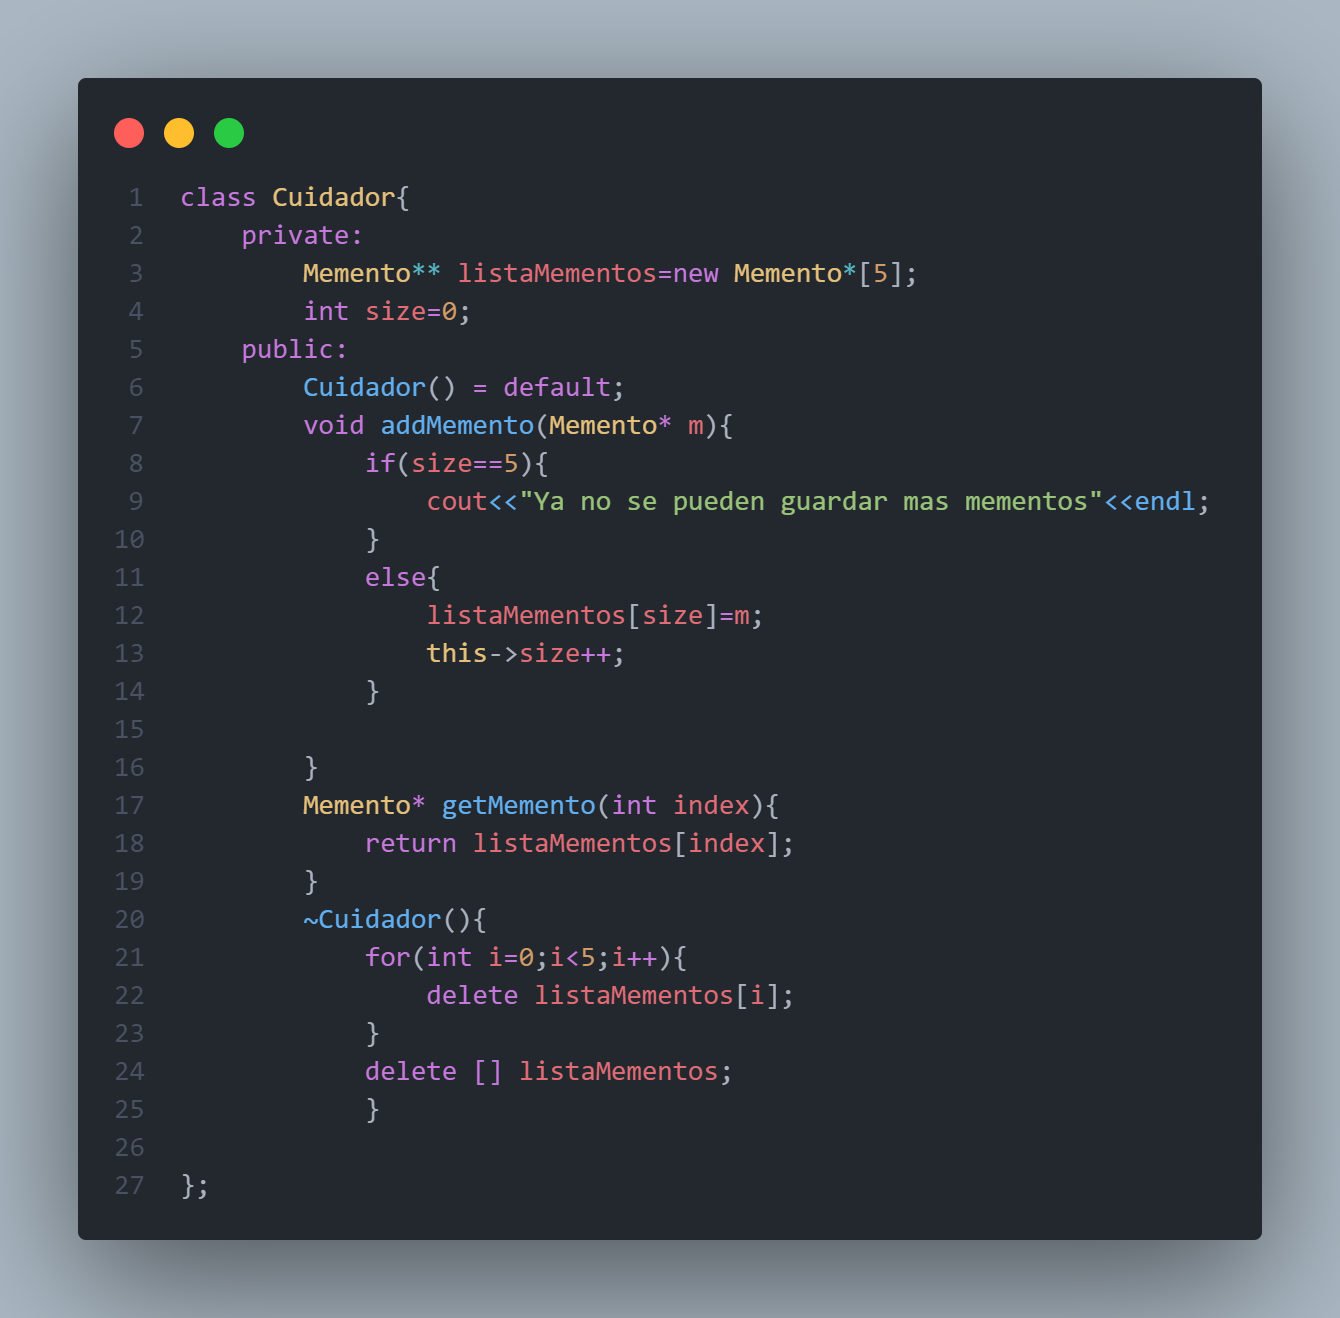 1 class Cuidador{
2     private:
3         Memento** listaMementos=new Memento*[5];
4         int size=0;
5     public:
6         Cuidador() = default;
7         void addMemento(Memento* m){
8             if(size==5){
9                 cout<<"Ya no se pueden guardar mas mementos"<<endl;
10             }
11             else{
12                 listaMementos[size]=m;
13                 this->size++;
14             }
15
16         }
17         Memento* getMemento(int index){
18             return listaMementos[index];
19         }
20         ~Cuidador(){
21             for(int i=0;i<5;i++){
22                 delete listaMementos[i];
23             }
24             delete [] listaMementos;
25             }
26
27 };